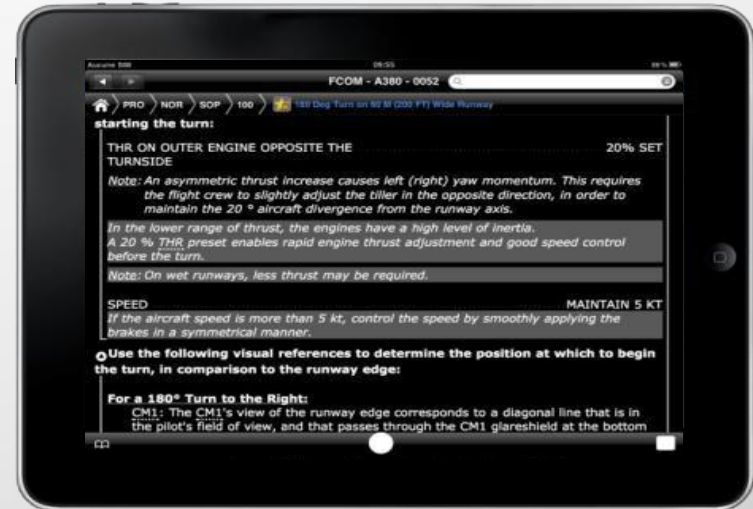 Aucune SIM 09:55 89 %
FCOM - A380 - 0052
PRO NOR SOP 100 180 Deg Turn on 60 M (200 FT) Wide Runway
starting the turn:
THR ON OUTER ENGINE OPPOSITE THE 20% SET
TURNSIDE
Note: An asymmetric thrust increase causes left (right) yaw momentum. This requires
the flight crew to slightly adjust the tiller in the opposite direction, in order to
maintain the 20 ° aircraft divergence from the runway axis.
In the lower range of thrust, the engines have a high level of inertia.
A 20 % THR preset enables rapid engine thrust adjustment and good speed control
before the turn.
Note: On wet runways, less thrust may be required.
SPEED MAINTAIN 5 KT
If the aircraft speed is more than 5 kt, control the speed by smoothly applying the
brakes in a symmetrical manner.
Use the following visual references to determine the position at which to begin
the turn, in comparison to the runway edge:
For a 180° Turn to the Right:
CM1: The CM1's view of the runway edge corresponds to a diagonal line that is in
the pilot's field of view, and that passes through the CM1 glareshield at the bottom